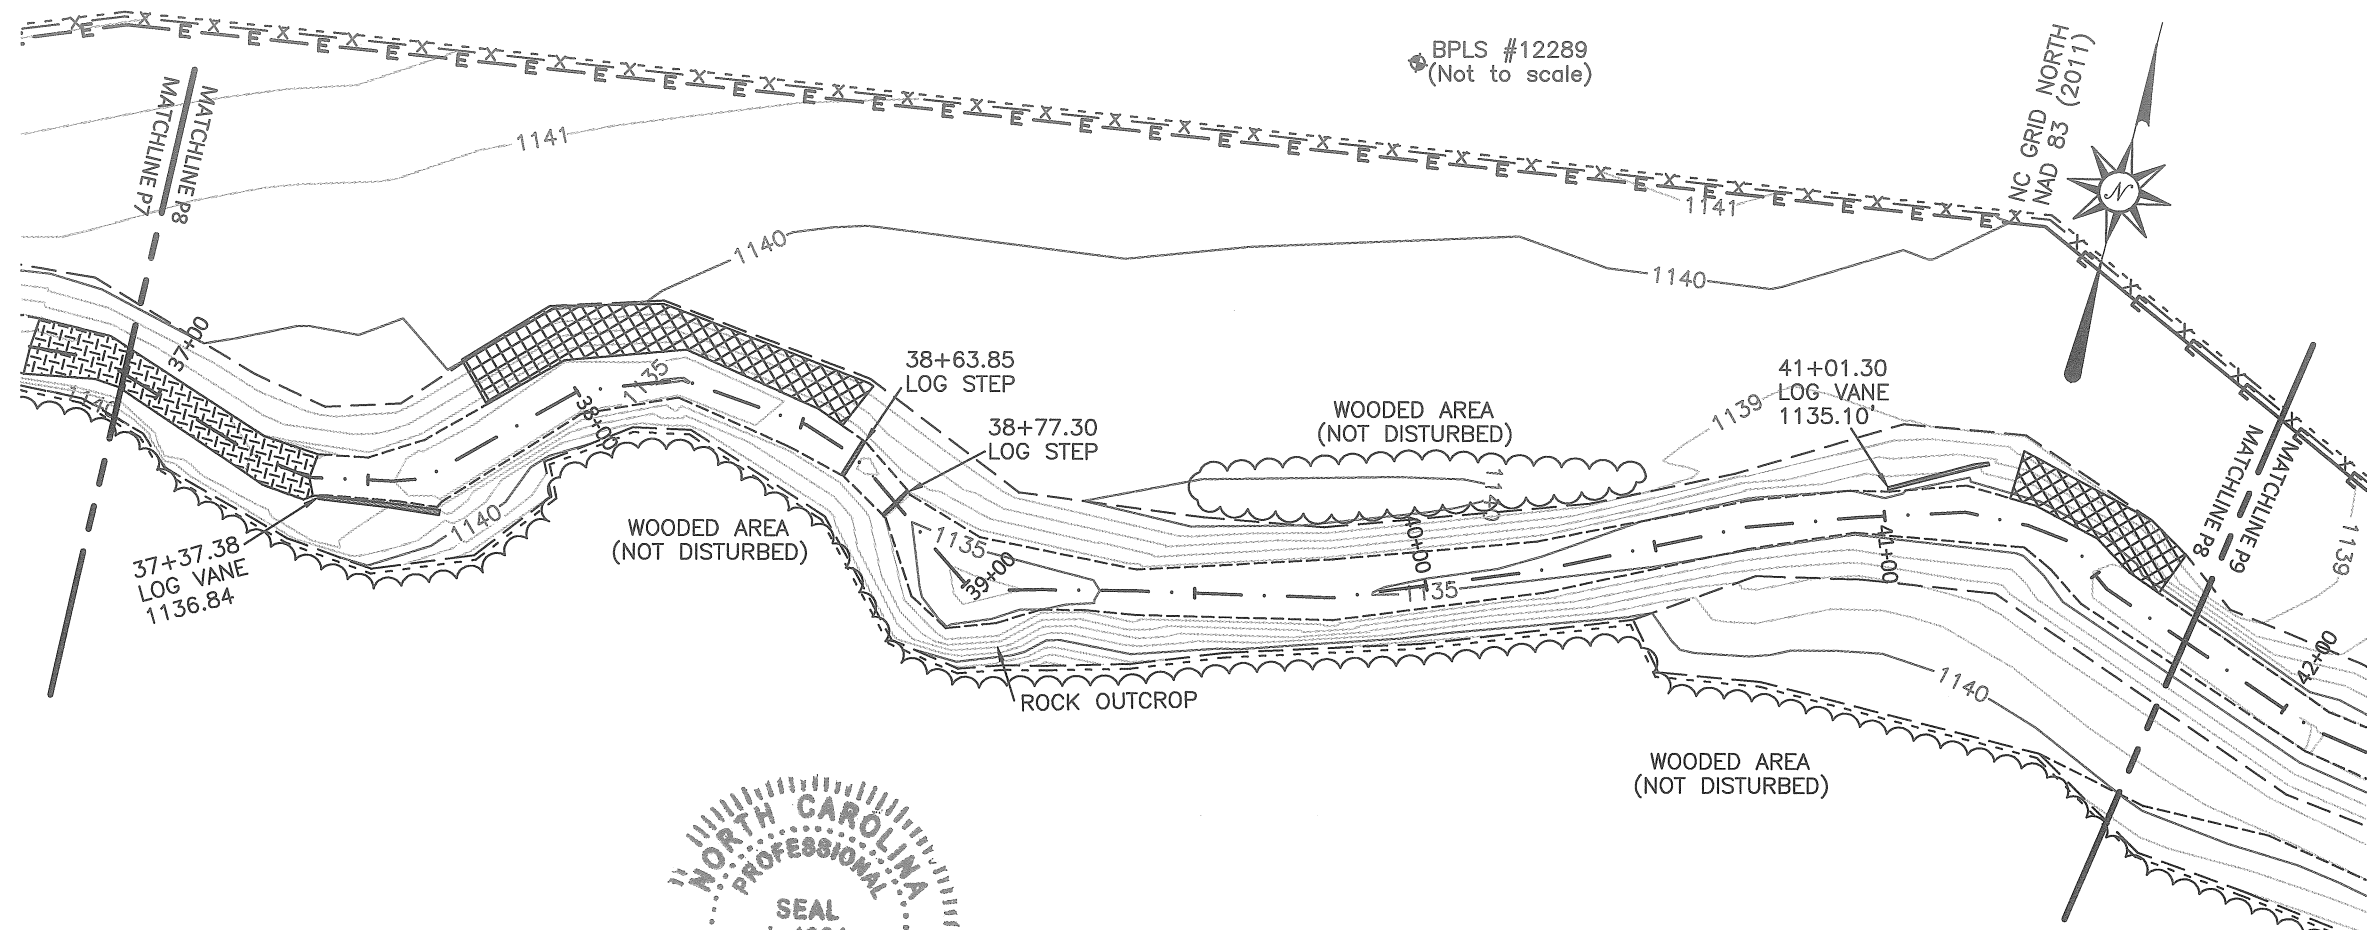 BPLS #12289
(Not to scale)
NC GRID NORTH
NAD 83 (2011)
N
MATCHLINE P8
MATCHLINE P7
1141
1141
1140
1140
37+00
1140
1135
38+00
38+63.85
LOG STEP
38+77.30
LOG STEP
WOODED AREA
(NOT DISTURBED)
1139
41+01.30
LOG VANE
1135.10'
MATCHLINE P9
MATCHLINE P8
1139
1140
WOODED AREA
(NOT DISTURBED)
37+37.38
LOG VANE
1136.84
1135
39+00
40+00
1135
41+00
42+00
1140
ROCK OUTCROP
WOODED AREA
(NOT DISTURBED)
NORTH CAROLINA
PROFESSIONAL
SEAL
X X X X X X X X X X X X X X X X X X X X X X X X X X X X X
E E E E E E E E E E E E E E E E E E E E E E E E E E E E